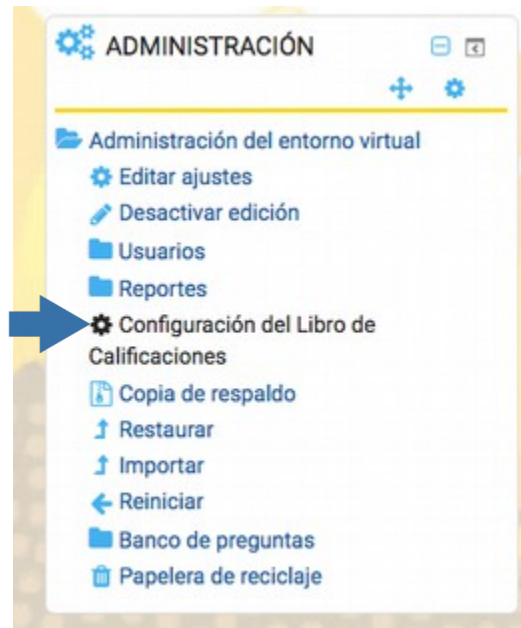 ADMINISTRACIÓN
Administración del entorno virtual
Editar ajustes
Desactivar edición
Usuarios
Reportes
Configuración del Libro de
Calificaciones
Copia de respaldo
Restaurar
Importar
Reiniciar
Banco de preguntas
Papelera de reciclaje